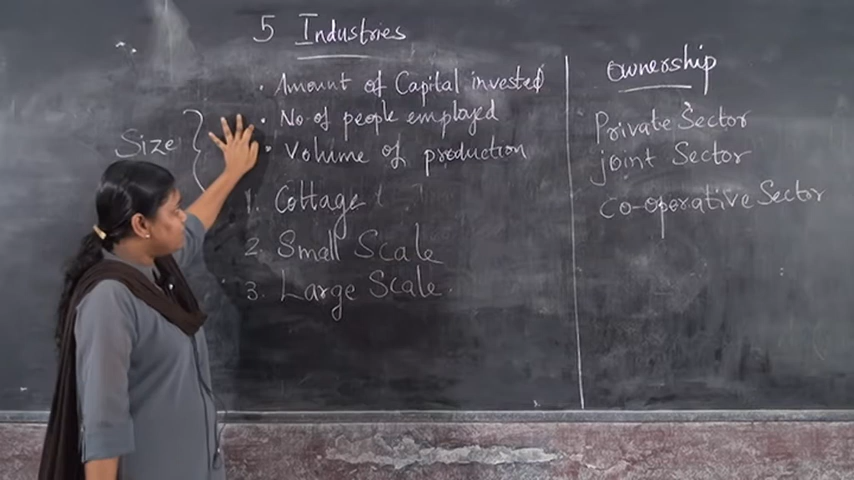 5 Industries
• Amount of Capital invested
• No. of people employed
• Volume of production
Size
1. Cottage
2. Small Scale
3. Large Scale.
Ownership
Private Sector
joint Sector
co-operative Sector